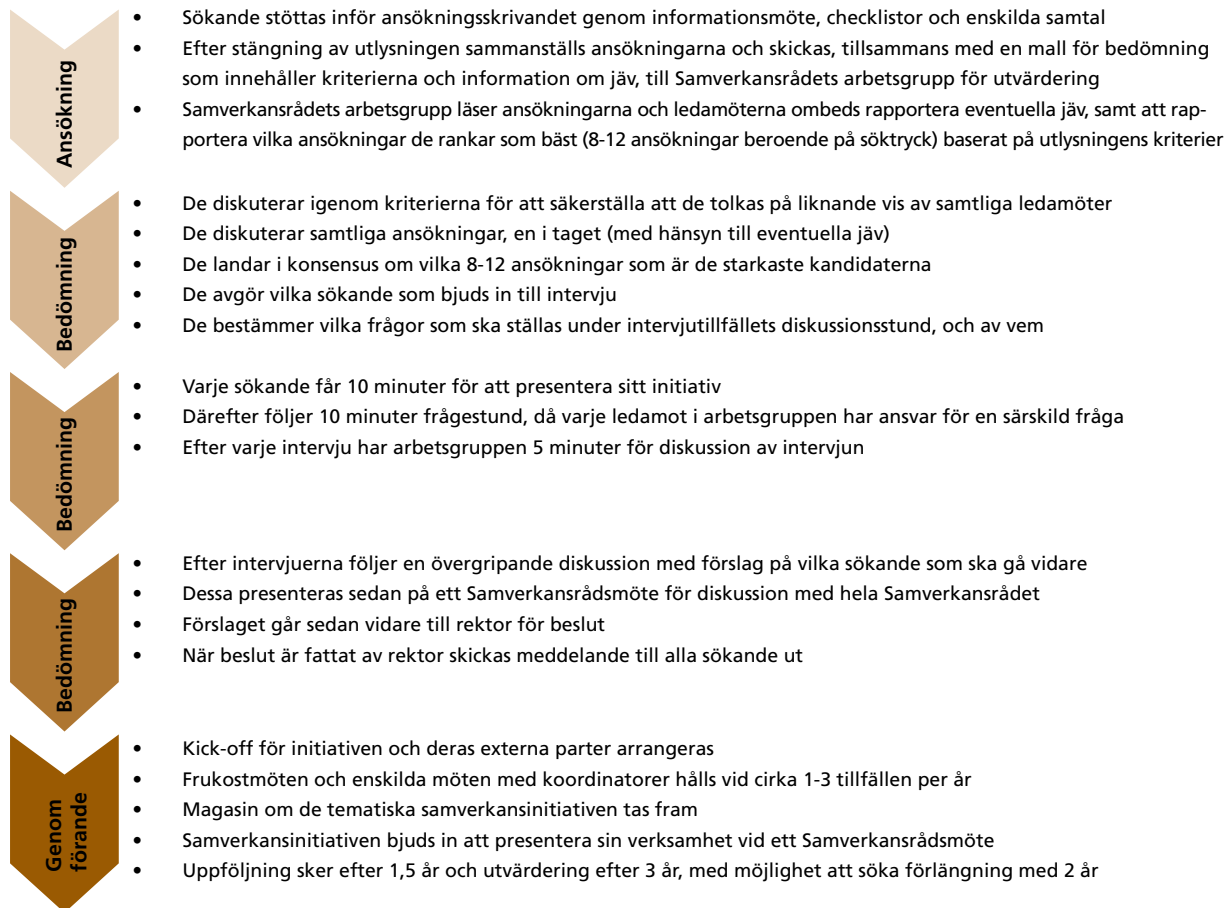 Ansökning
• Sökande stöttas inför ansökningsskrivandet genom informationsmöte, checklistor och enskilda samtal
• Efter stängning av utlysningen sammanställs ansökningarna och skickas, tillsammans med en mall för bedömning
som innehåller kriterierna och information om jäv, till Samverkansrådets arbetsgrupp för utvärdering
• Samverkansrådets arbetsgrupp läser ansökningarna och ledamöterna ombeds rapportera eventuella jäv, samt att rap-
portera vilka ansökningar de rankar som bäst (8-12 ansökningar beroende på söktryck) baserat på utlysningens kriterier
Bedömning
• De diskuterar igenom kriterierna för att säkerställa att de tolkas på liknande vis av samtliga ledamöter
• De diskuterar samtliga ansökningar, en i taget (med hänsyn till eventuella jäv)
• De landar i konsensus om vilka 8-12 ansökningar som är de starkaste kandidaterna
• De avgör vilka sökande som bjuds in till intervju
• De bestämmer vilka frågor som ska ställas under intervjutillfällets diskussionsstund, och av vem
Bedömning
• Varje sökande får 10 minuter för att presentera sitt initiativ
• Därefter följer 10 minuter frågestund, då varje ledamot i arbetsgruppen har ansvar för en särskild fråga
• Efter varje intervju har arbetsgruppen 5 minuter för diskussion av intervjun
Bedömning
• Efter intervjuerna följer en övergripande diskussion med förslag på vilka sökande som ska gå vidare
• Dessa presenteras sedan på ett Samverkansrådsmöte för diskussion med hela Samverkansrådet
• Förslaget går sedan vidare till rektor för beslut
• När beslut är fattat av rektor skickas meddelande till alla sökande ut
Genom
förande
• Kick-off för initiativen och deras externa parter arrangeras
• Frukostmöten och enskilda möten med koordinatorer hålls vid cirka 1-3 tillfällen per år
• Magasin om de tematiska samverkansinitiativen tas fram
• Samverkansinitiativen bjuds in att presentera sin verksamhet vid ett Samverkansrådsmöte
• Uppföljning sker efter 1,5 år och utvärdering efter 3 år, med möjlighet att söka förlängning med 2 år